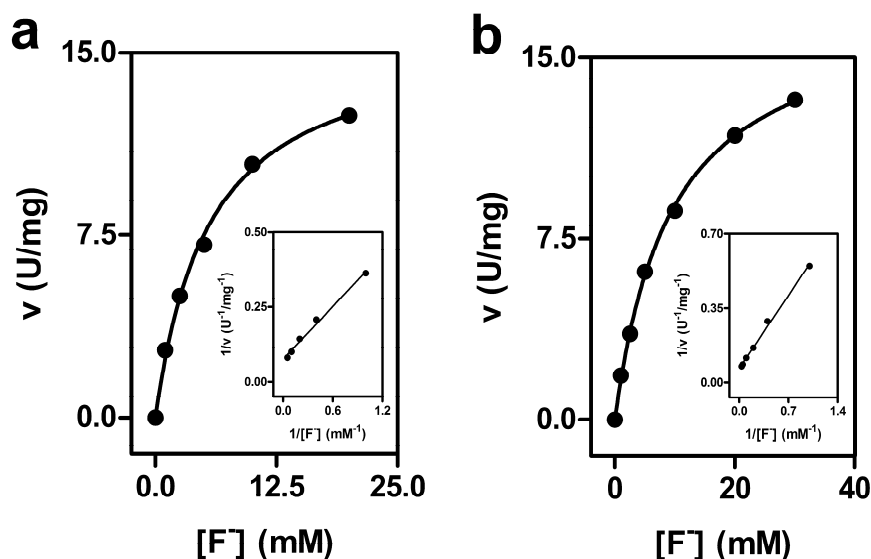 a
15.0
7.5
0.0
v (U/mg)
0.0 12.5 25.0
[F⁻] (mM)
0.50
0.25
0.00
1/v (U⁻¹/mg⁻¹)
0.0 0.6 1.2
1/[F⁻] (mM⁻¹)
b
15.0
7.5
0.0
v (U/mg)
0 20 40
[F⁻] (mM)
0.70
0.35
0.00
1/v (U⁻¹/mg⁻¹)
0.0 0.7 1.4
1/[F⁻] (mM⁻¹)